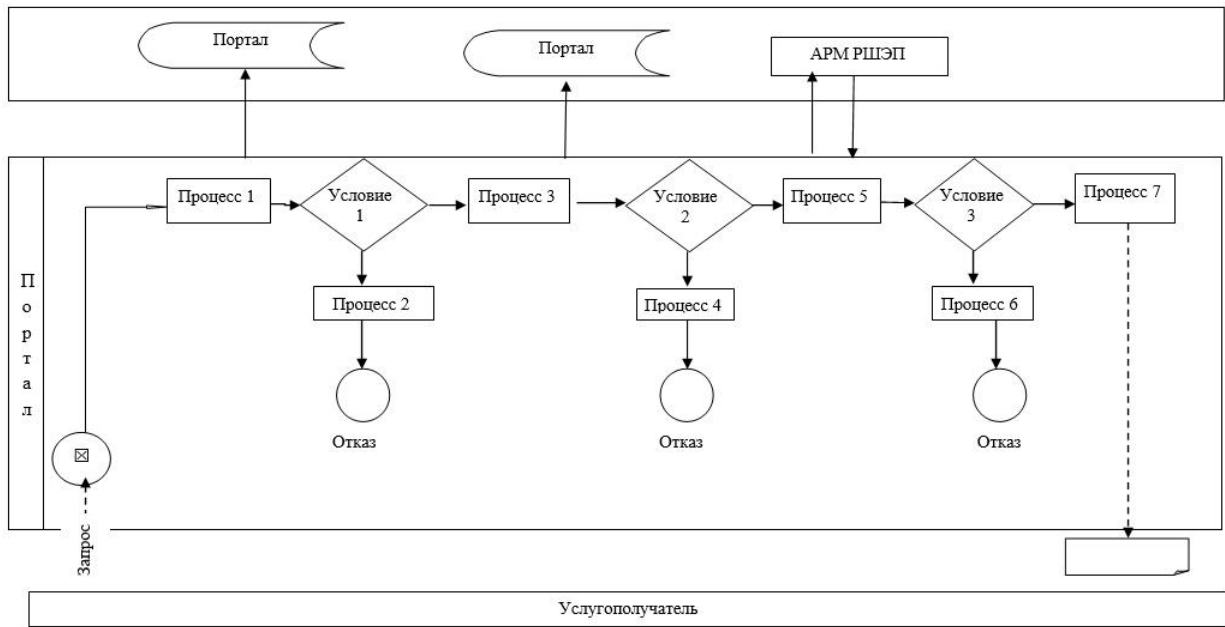 Портал
Портал
АРМ РШЭП
Процесс 1
Условие
1
Процесс 3
Условие
2
Процесс 5
Условие
3
Процесс 7
Портал
Процесс 2
Процесс 4
Процесс 6
Отказ
Отказ
Отказ
Запрос
Услугополучатель